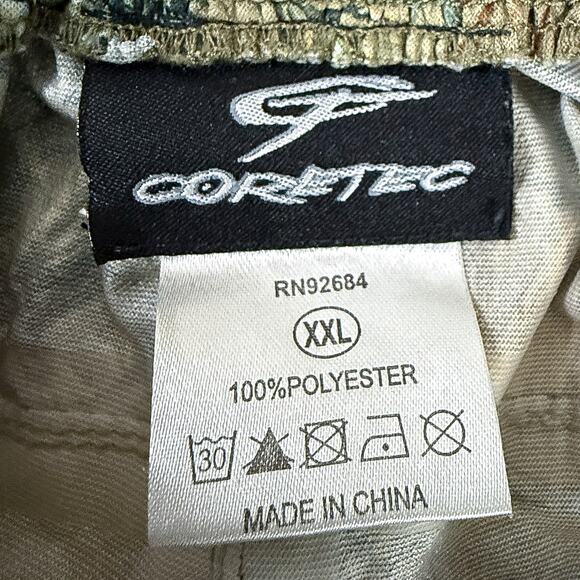 CORETEC
RN92684
XXL
100%POLYESTER
30
MADE IN CHINA